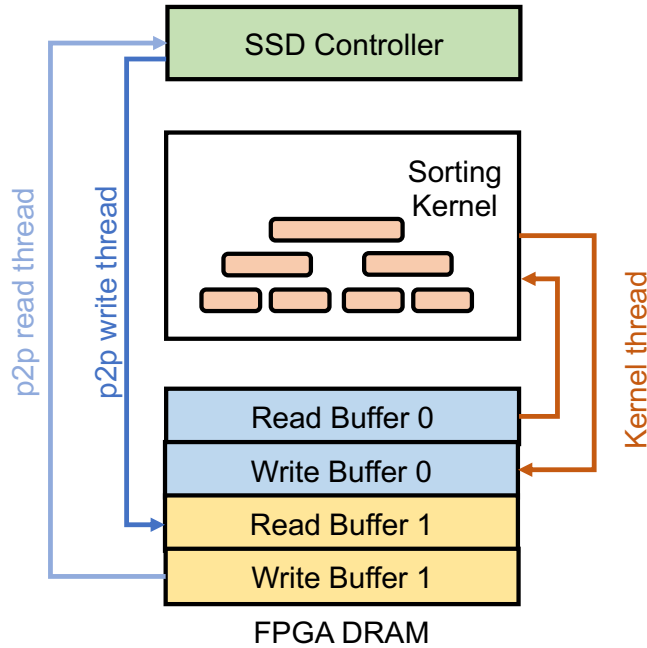 SSD Controller
Sorting
Kernel
p2p read thread
p2p write thread
Kernel thread
Read Buffer 0
Write Buffer 0
Read Buffer 1
Write Buffer 1
FPGA DRAM